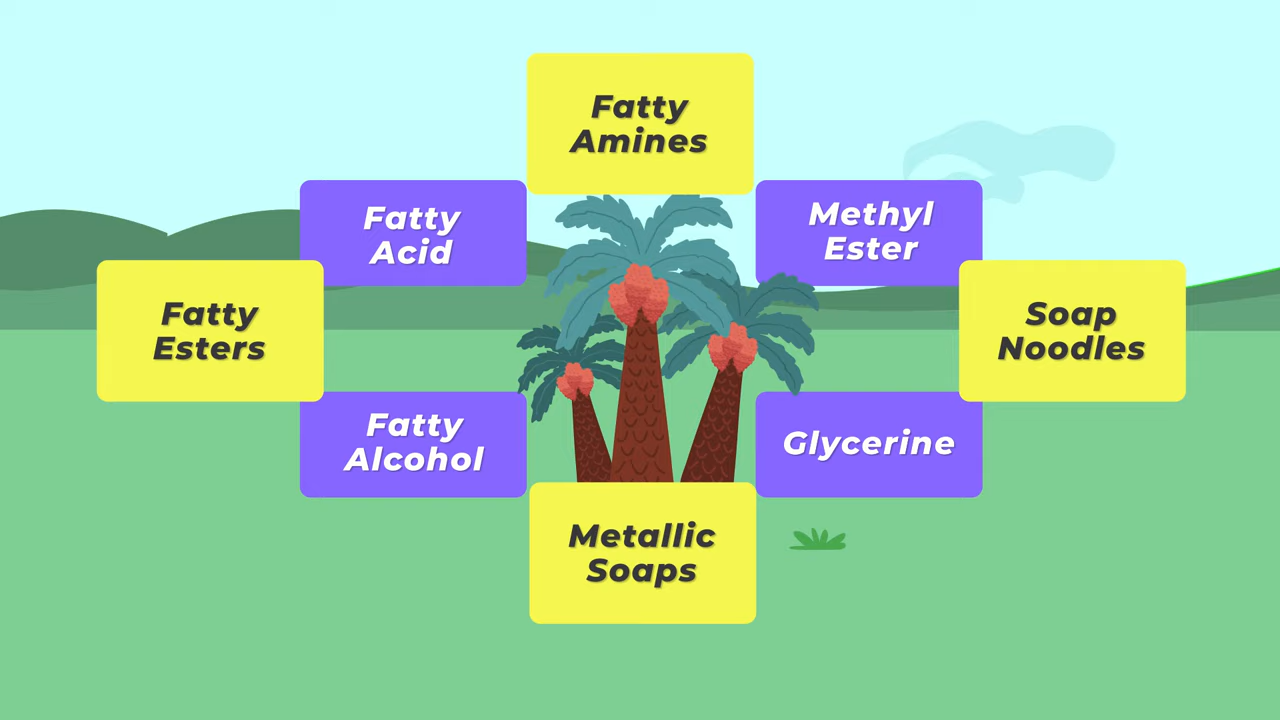 Fatty
Amines
Fatty
Acid
Methyl
Ester
Fatty
Esters
Soap
Noodles
Fatty
Alcohol
Glycerine
Metallic
Soaps